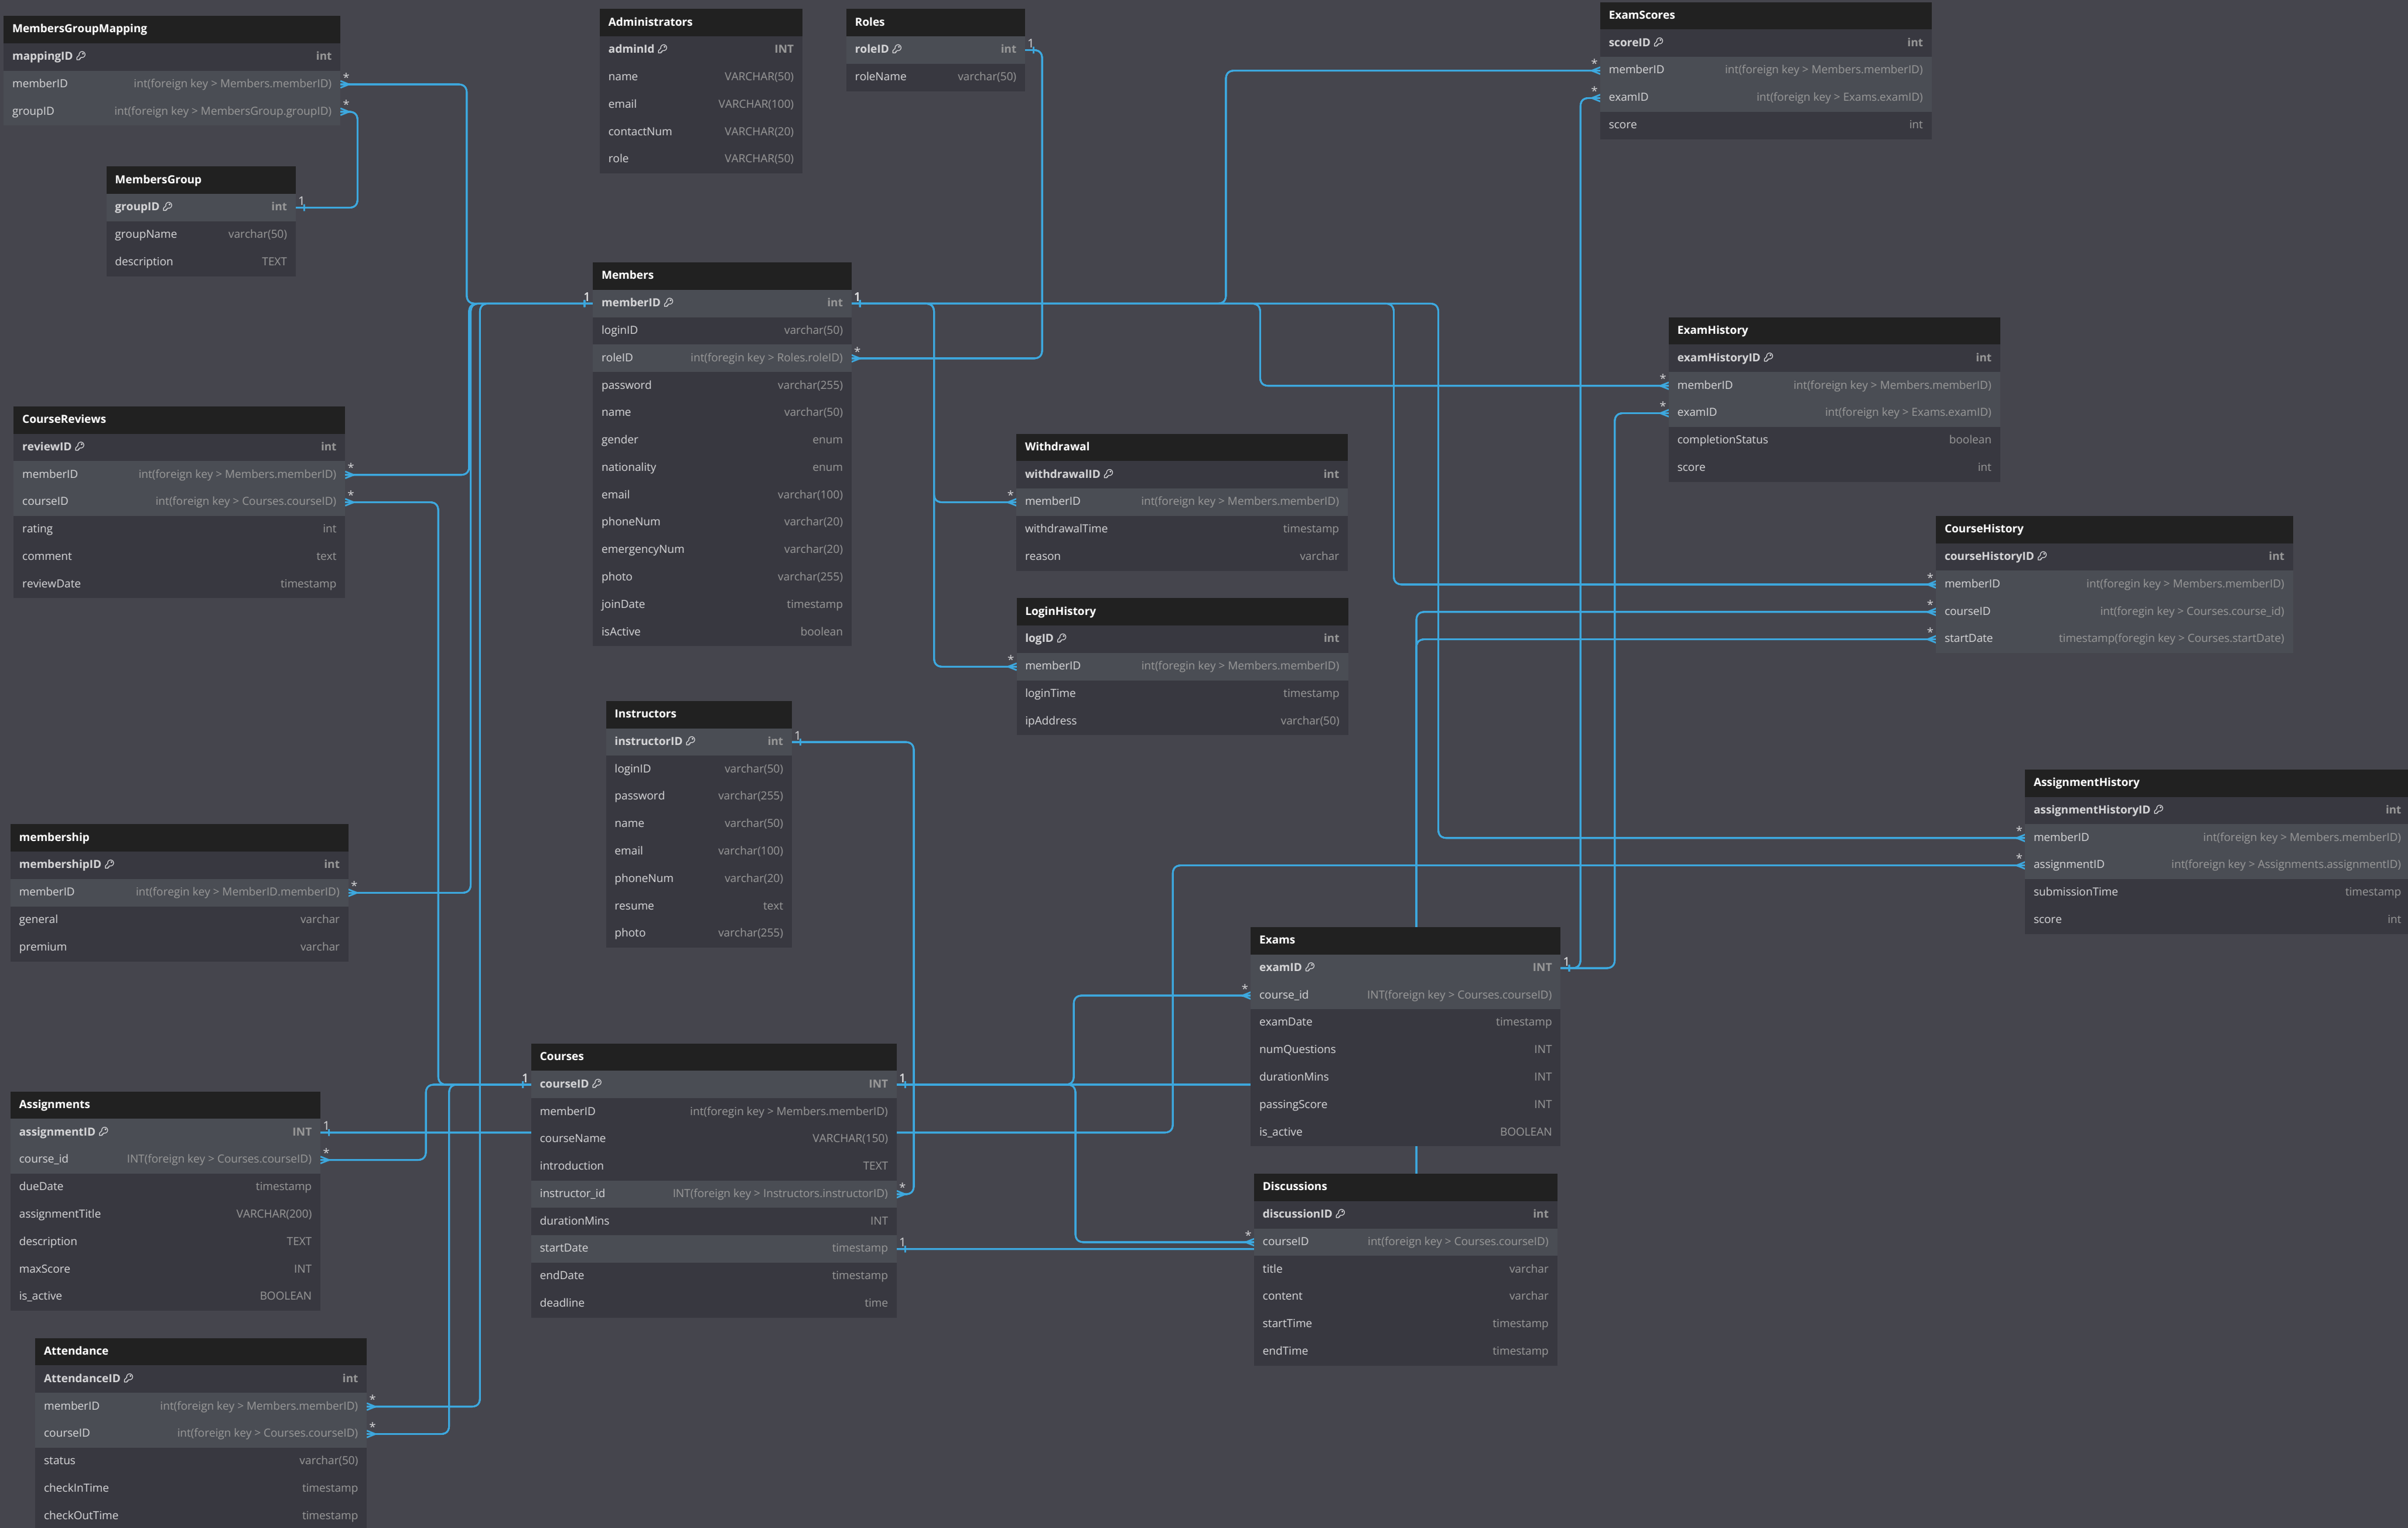 MembersGroupMapping
mappingID int
memberID int(foreign key > Members.memberID) *
groupID int(foreign key > MembersGroup.groupID) *
MembersGroup
groupID int 1
groupName varchar(50)
description TEXT
Administrators
adminId INT
name VARCHAR(50)
email VARCHAR(100)
contactNum VARCHAR(20)
role VARCHAR(50)
Roles
roleID int 1
roleName varchar(50)
ExamScores
scoreID int
* memberID int(foreign key > Members.memberID)
* examID int(foreign key > Exams.examID)
score int
Members
1 memberID int 1
loginID varchar(50)
roleID int(foregin key > Roles.roleID) *
password varchar(255)
name varchar(50)
gender enum
nationality enum
email varchar(100)
phoneNum varchar(20)
emergencyNum varchar(20)
photo varchar(255)
joinDate timestamp
isActive boolean
ExamHistory
examHistoryID int
* memberID int(foreign key > Members.memberID)
* examID int(foreign key > Exams.examID)
completionStatus boolean
score int
CourseReviews
reviewID int
memberID int(foreign key > Members.memberID) *
courseID int(foreign key > Courses.courseID) *
rating int
comment text
reviewDate timestamp
Withdrawal
withdrawalID int
* memberID int(foregin key > Members.memberID)
withdrawalTime timestamp
reason varchar
CourseHistory
courseHistoryID int
* memberID int(foregin key > Members.memberID)
* courseID int(foregin key > Courses.course_id)
* startDate timestamp(foregin key > Courses.startDate)
LoginHistory
logID int
* memberID int(foregin key > Members.memberID)
loginTime timestamp
ipAddress varchar(50)
Instructors
instructorID int 1
loginID varchar(50)
password varchar(255)
name varchar(50)
email varchar(100)
phoneNum varchar(20)
resume text
photo varchar(255)
AssignmentHistory
assignmentHistoryID int
* memberID int(foreign key > Members.memberID)
* assignmentID int(foreign key > Assignments.assignmentID)
submissionTime timestamp
score int
membership
membershipID int
memberID int(foregin key > MemberID.memberID) *
general varchar
premium varchar
Exams
examID INT 1
* course_id INT(foreign key > Courses.courseID)
examDate timestamp
numQuestions INT
durationMins INT
passingScore INT
is_active BOOLEAN
Courses
1 courseID INT 1
memberID int(foreign key > Members.memberID)
courseName VARCHAR(150)
introduction TEXT
instructor_id INT(foreign key > Instructors.instructorID) *
durationMins INT
startDate timestamp 1
endDate timestamp
deadline time
Assignments
assignmentID INT 1
course_id INT(foreign key > Courses.courseID) *
dueDate timestamp
assignmentTitle VARCHAR(200)
description TEXT
maxScore INT
is_active BOOLEAN
Discussions
discussionID int
* courseID int(foreign key > Courses.courseID)
title varchar
content varchar
startTime timestamp
endTime timestamp
Attendance
AttendanceID int
memberID int(foreign key > Members.memberID) *
courseID int(foreign key > Courses.courseID) *
status varchar(50)
checkInTime timestamp
checkOutTime timestamp